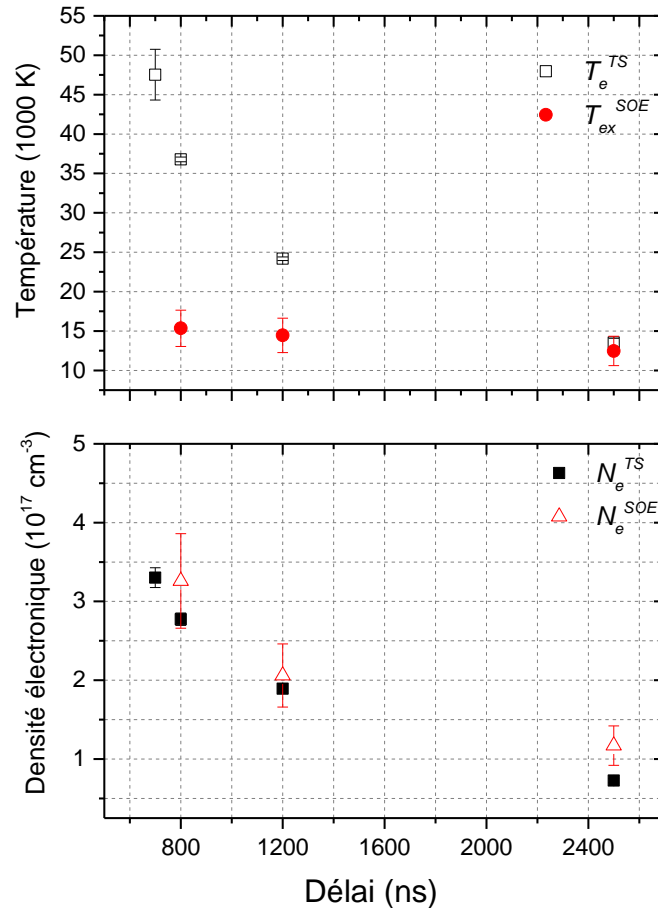 Température (1000 K)
55
50
45
40
35
30
25
20
15
10
T_e^TS
T_ex^SOE
Densité électronique (10^17 cm^-3)
5
4
3
2
1
N_e^TS
N_e^SOE
800 1200 1600 2000 2400
Délai (ns)